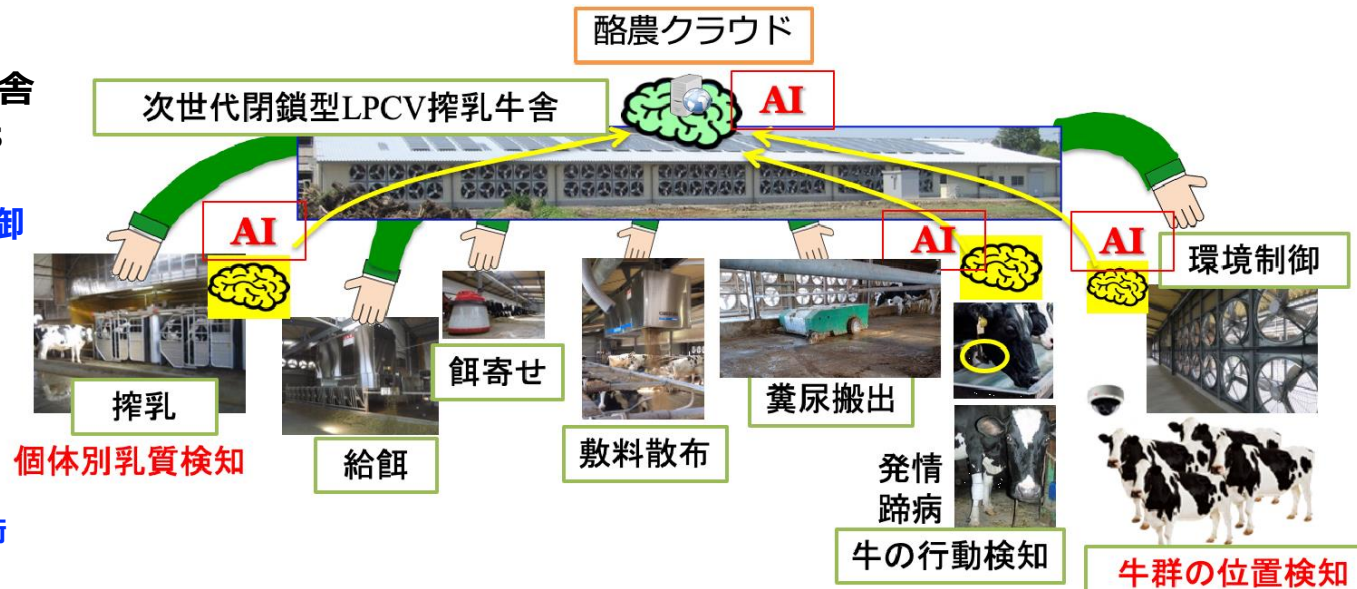 酪農クラウド
舎
次世代閉鎖型LPCV搾乳牛舎
AI
御
AI
AI
AI
環境制御
餌寄せ
搾乳
糞尿搬出
個体別乳質検知
給餌
敷料散布
発情
蹄病
牛の行動検知
牛群の位置検知